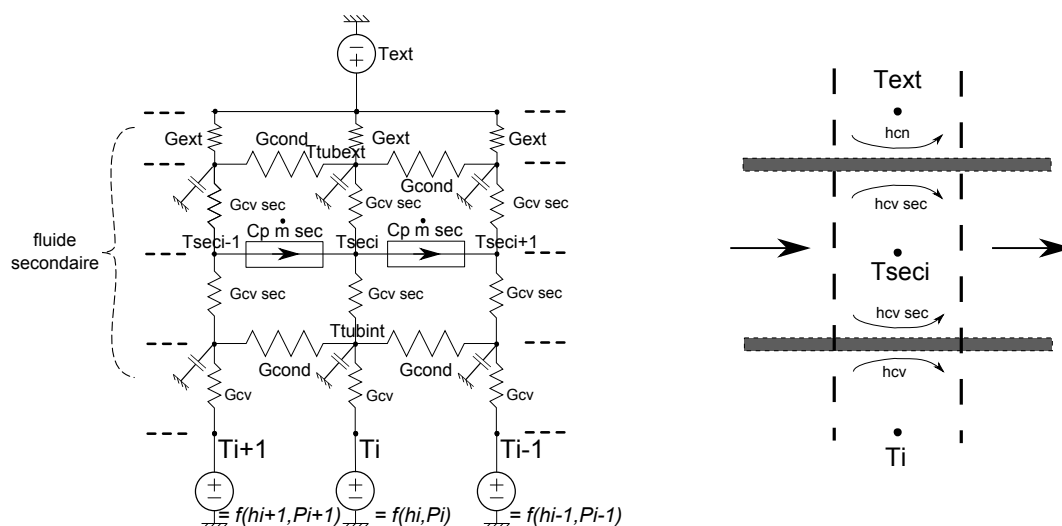 Text
Gext Gcond Gext Gext
Ttubext
Gcond
Gcv sec Gcv sec Gcv sec
Tseci-1 Cp ṁ sec Tseci Cp ṁ sec Tseci+1
fluide
secondaire
Gcv sec Gcv sec Gcv sec
Ttubint
Gcond Gcond
Gcv Gcv Gcv
Ti+1 Ti Ti-1
= f(hi+1,Pi+1) = f(hi,Pi) = f(hi-1,Pi-1)
Text
hcn
hcv sec
Tseci
hcv sec
hcv
Ti